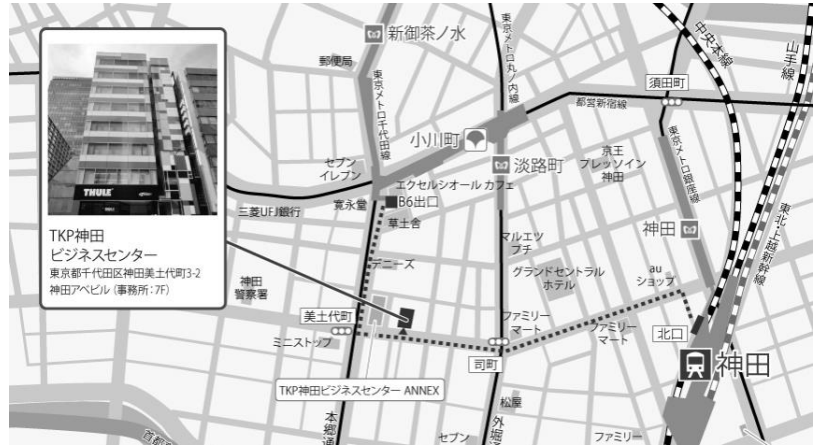 THULE
TKP神田
ビジネスセンター
東京都千代田区神田美土代町3-2
神田アベビル（事務所：7F）
新御茶ノ水
郵便局
東京メトロ千代田線
東京メトロ丸ノ内線
中央本線
山手線
須田町
都営新宿線
小川町
淡路町
セブン
イレブン
エクセルシオール カフェ
京王
プレッソイン
神田
東京メトロ銀座線
三菱UFJ銀行
寛永堂
B6出口
草土舎
マルエツ
プチ
神田
東北・上越新幹線
デニーズ
グランドセントラル
ホテル
au
ショップ
神田
警察署
美土代町
ファミリー
マート
ファミリー
マート
北口
ミニストップ
司町
神田
TKP神田ビジネスセンター ANNEX
松屋
本郷通
外堀
セブン
ファミリー
首都